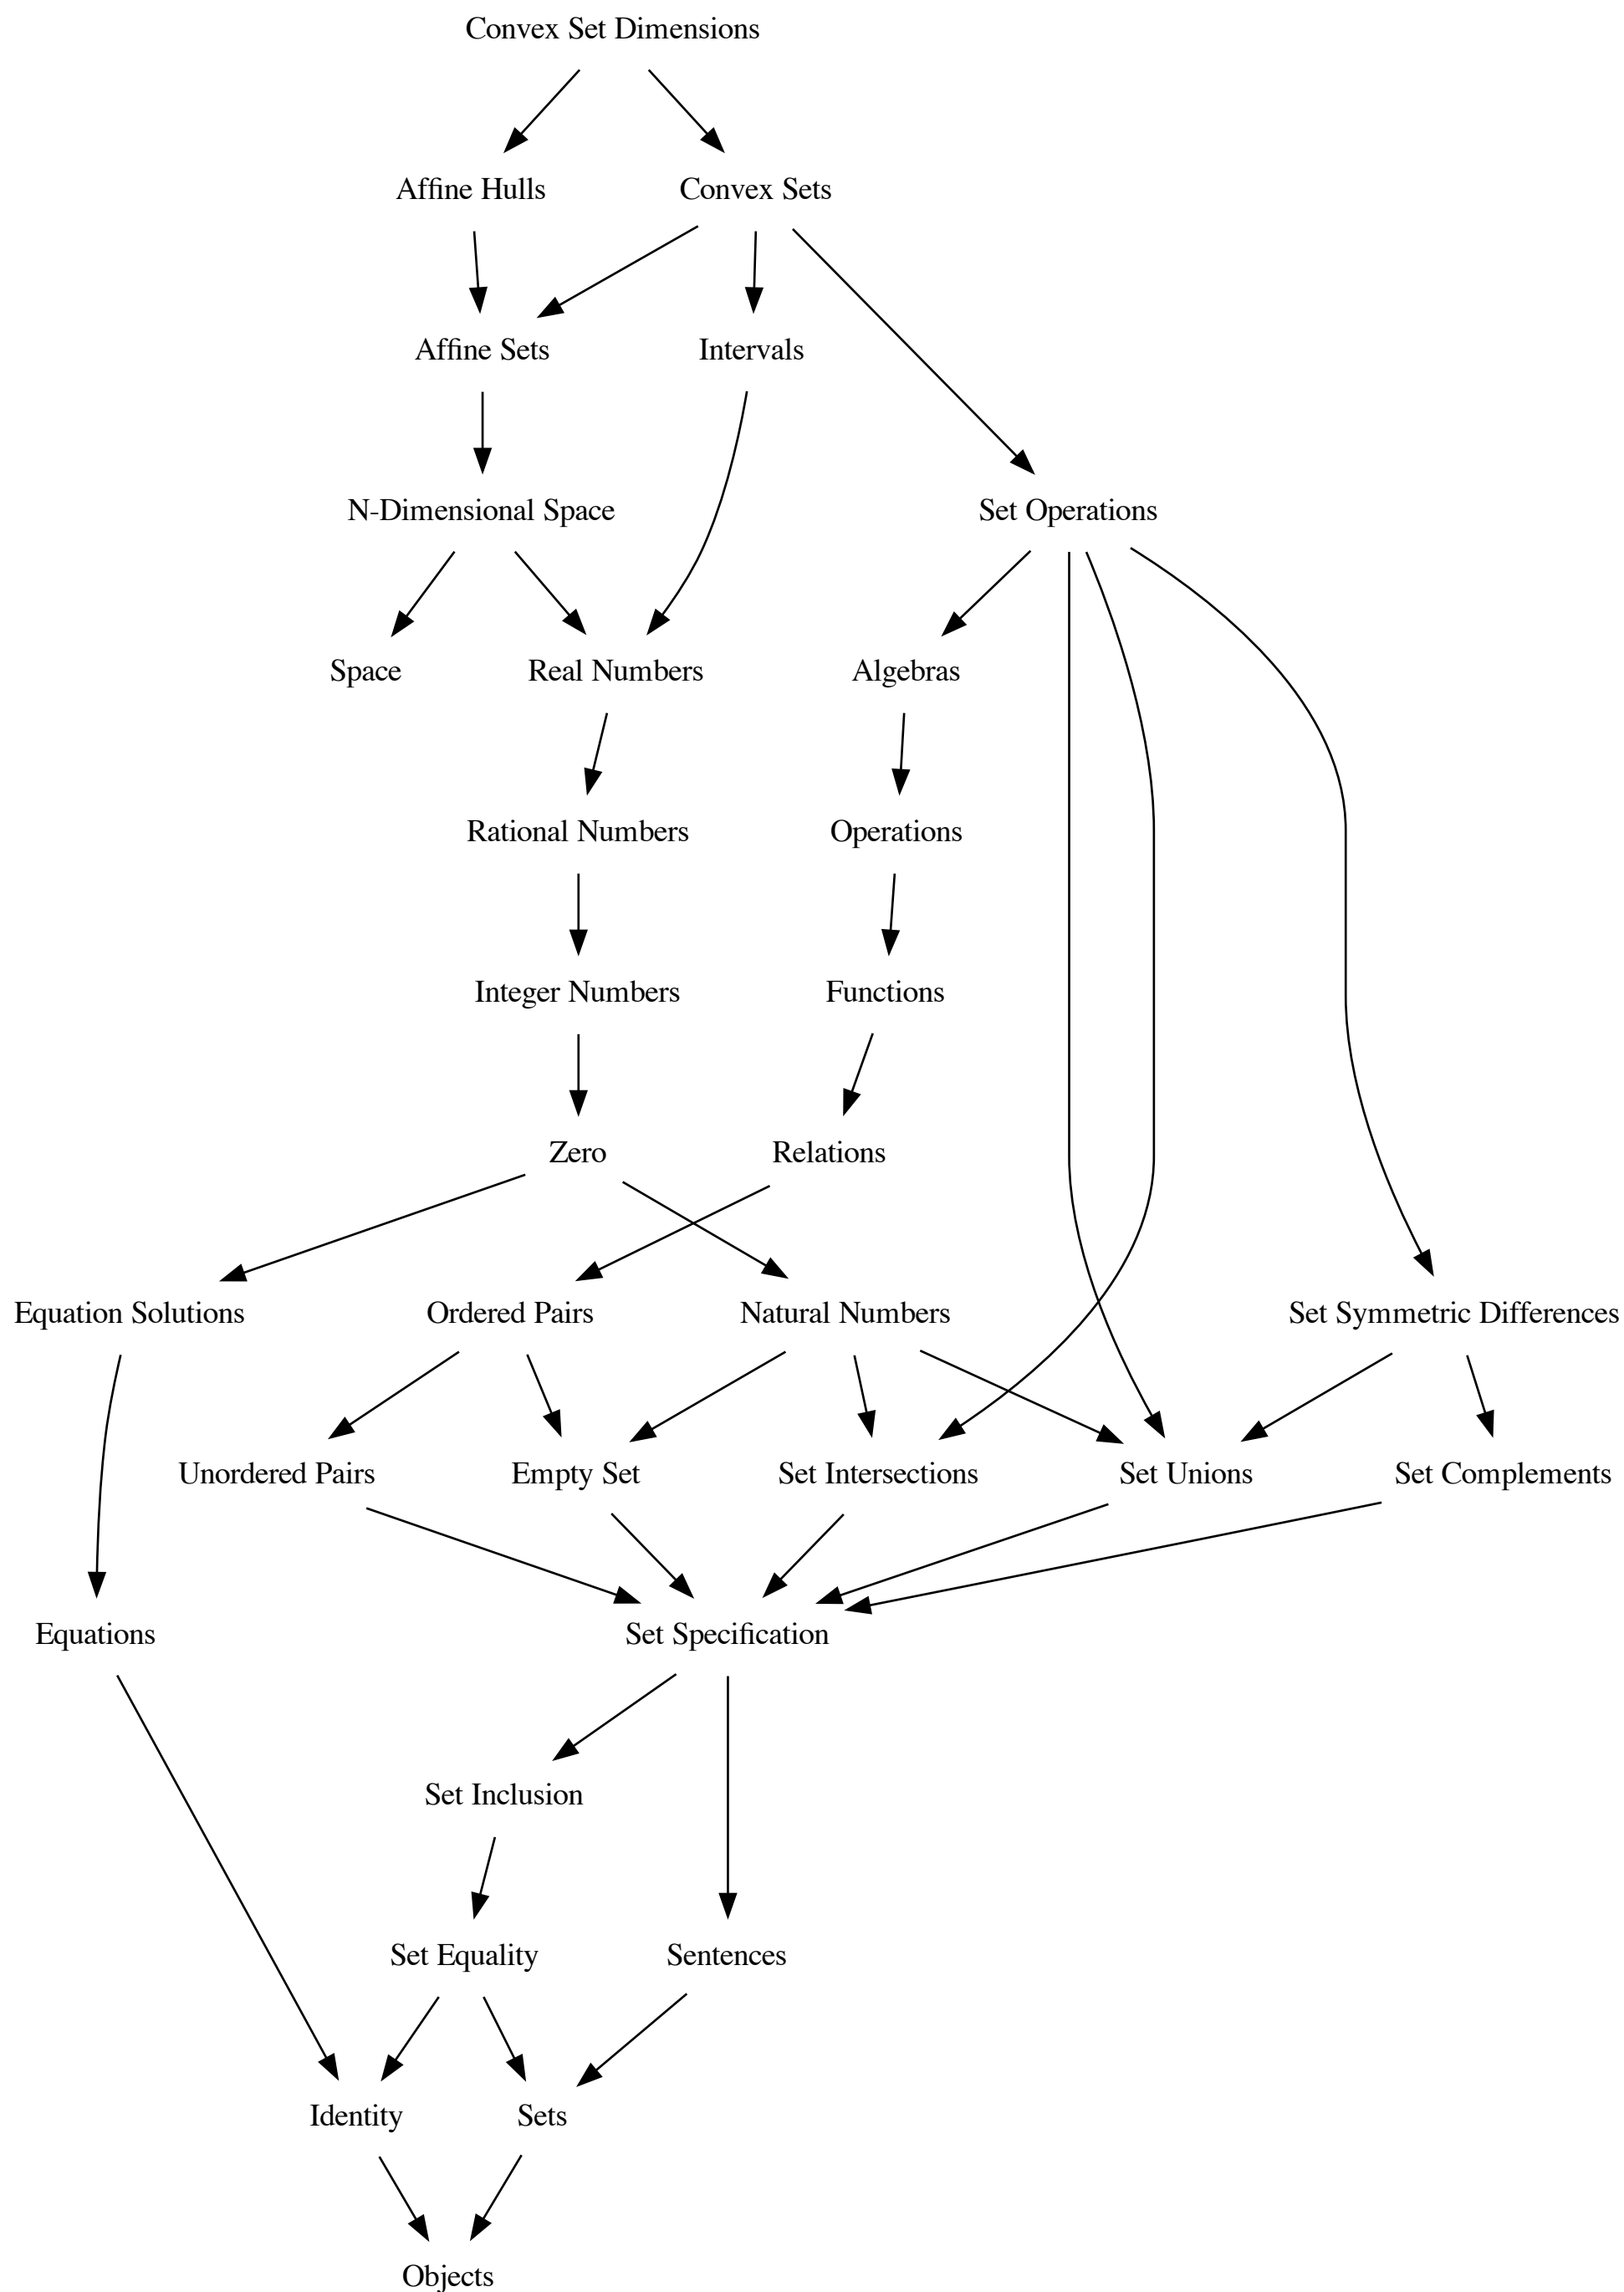 Convex Set Dimensions
Affine Hulls
Convex Sets
Affine Sets
Intervals
N-Dimensional Space
Set Operations
Space
Real Numbers
Algebras
Rational Numbers
Operations
Integer Numbers
Functions
Zero
Relations
Equation Solutions
Ordered Pairs
Natural Numbers
Set Symmetric Differences
Unordered Pairs
Empty Set
Set Intersections
Set Unions
Set Complements
Equations
Set Specification
Set Inclusion
Set Equality
Sentences
Identity
Sets
Objects